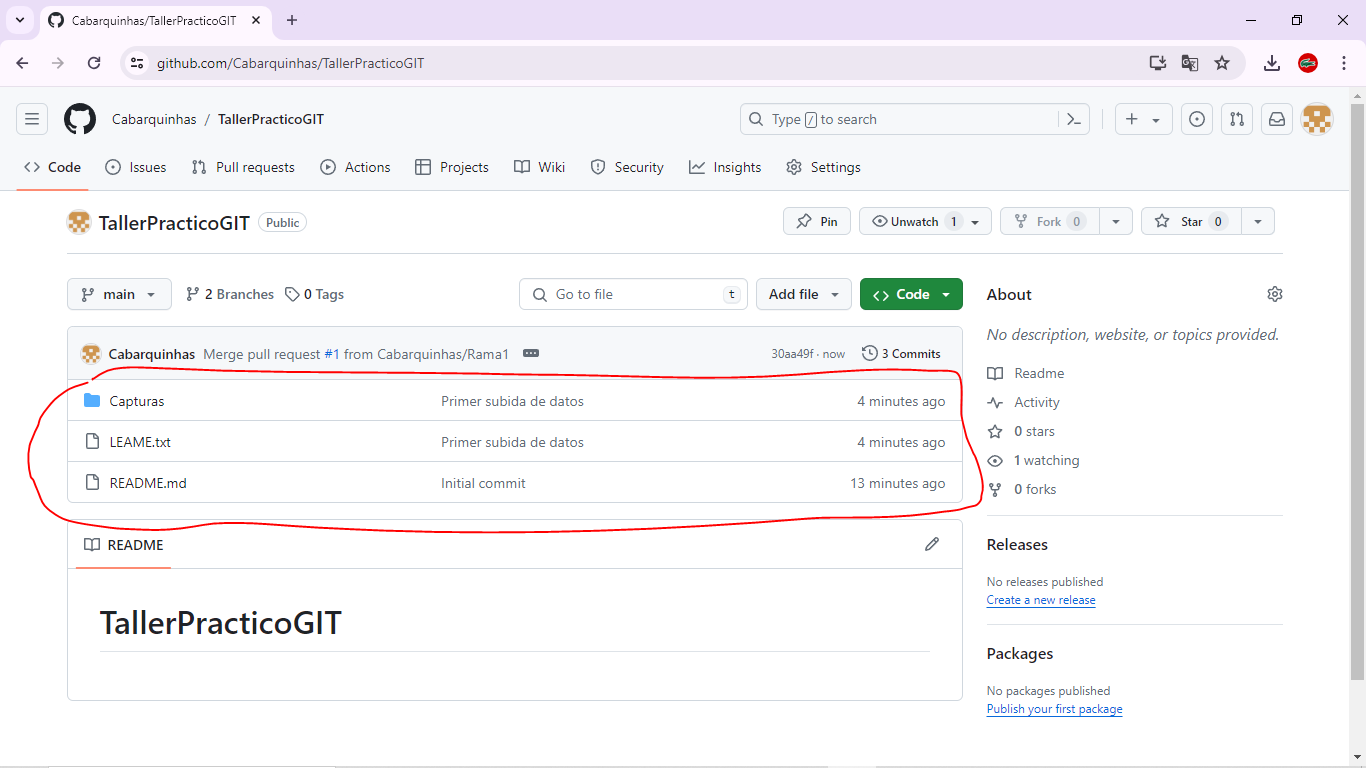 Cabarquinhas/TallerPracticoGIT
github.com/Cabarquinhas/TallerPracticoGIT
Cabarquinhas / TallerPracticoGIT
Type / to search
Code
Issues
Pull requests
Actions
Projects
Wiki
Security
Insights
Settings
TallerPracticoGIT Public
Pin
Unwatch 1
Fork 0
Star 0
main
2 Branches
0 Tags
Go to file t
Add file
Code
Cabarquinhas Merge pull request #1 from Cabarquinhas/Rama1
30aa49f · now
3 Commits
Capturas Primer subida de datos 4 minutes ago
LEAME.txt Primer subida de datos 4 minutes ago
README.md Initial commit 13 minutes ago
README
TallerPracticoGIT
About
No description, website, or topics provided.
Readme
Activity
0 stars
1 watching
0 forks
Releases
No releases published
Create a new release
Packages
No packages published
Publish your first package